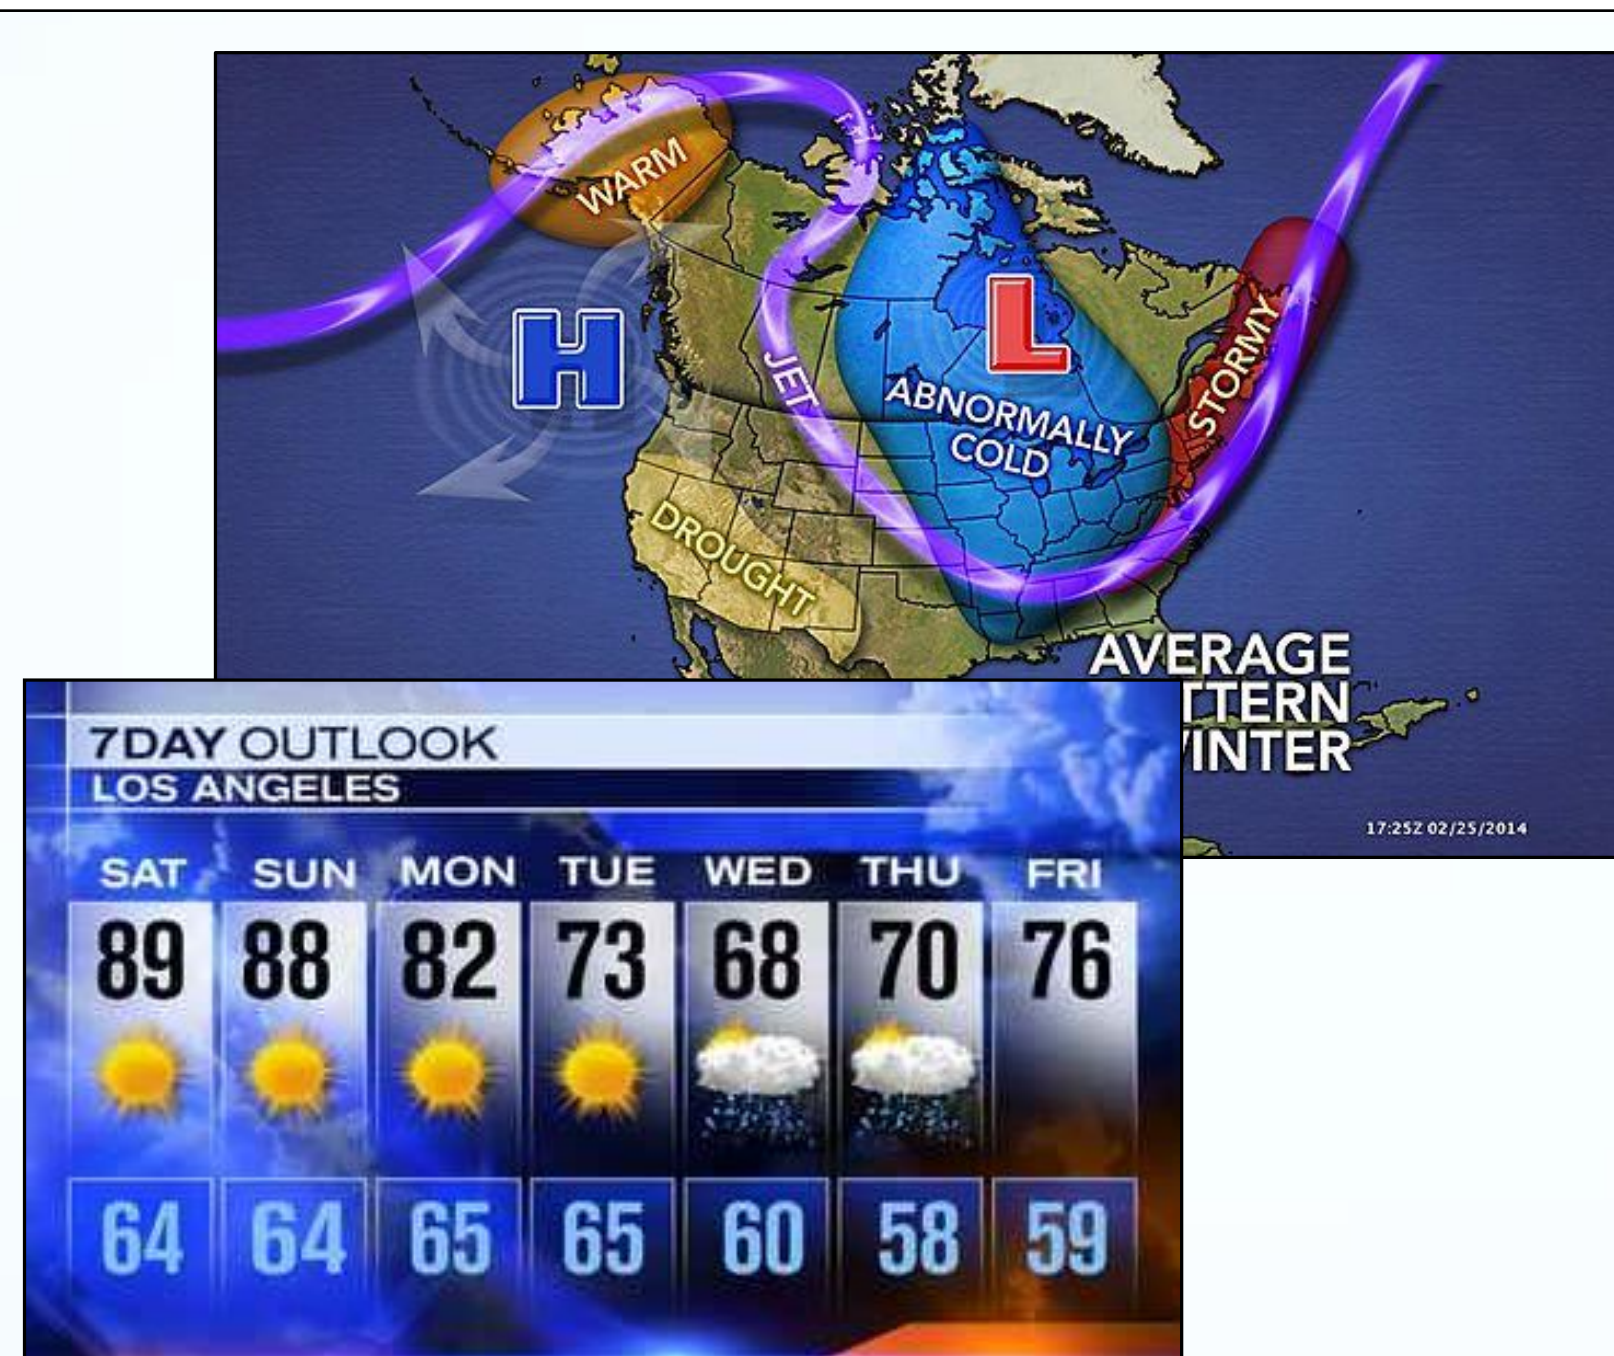 WARM
H
JET
L
ABNORMALLY
COLD
STORMY
DROUGHT
AVERAGE
TTERN
INTER
17:25Z 02/25/2014
7DAY OUTLOOK
LOS ANGELES
SAT SUN MON TUE WED THU FRI
89 88 82 73 68 70 76
64 64 65 65 60 58 59